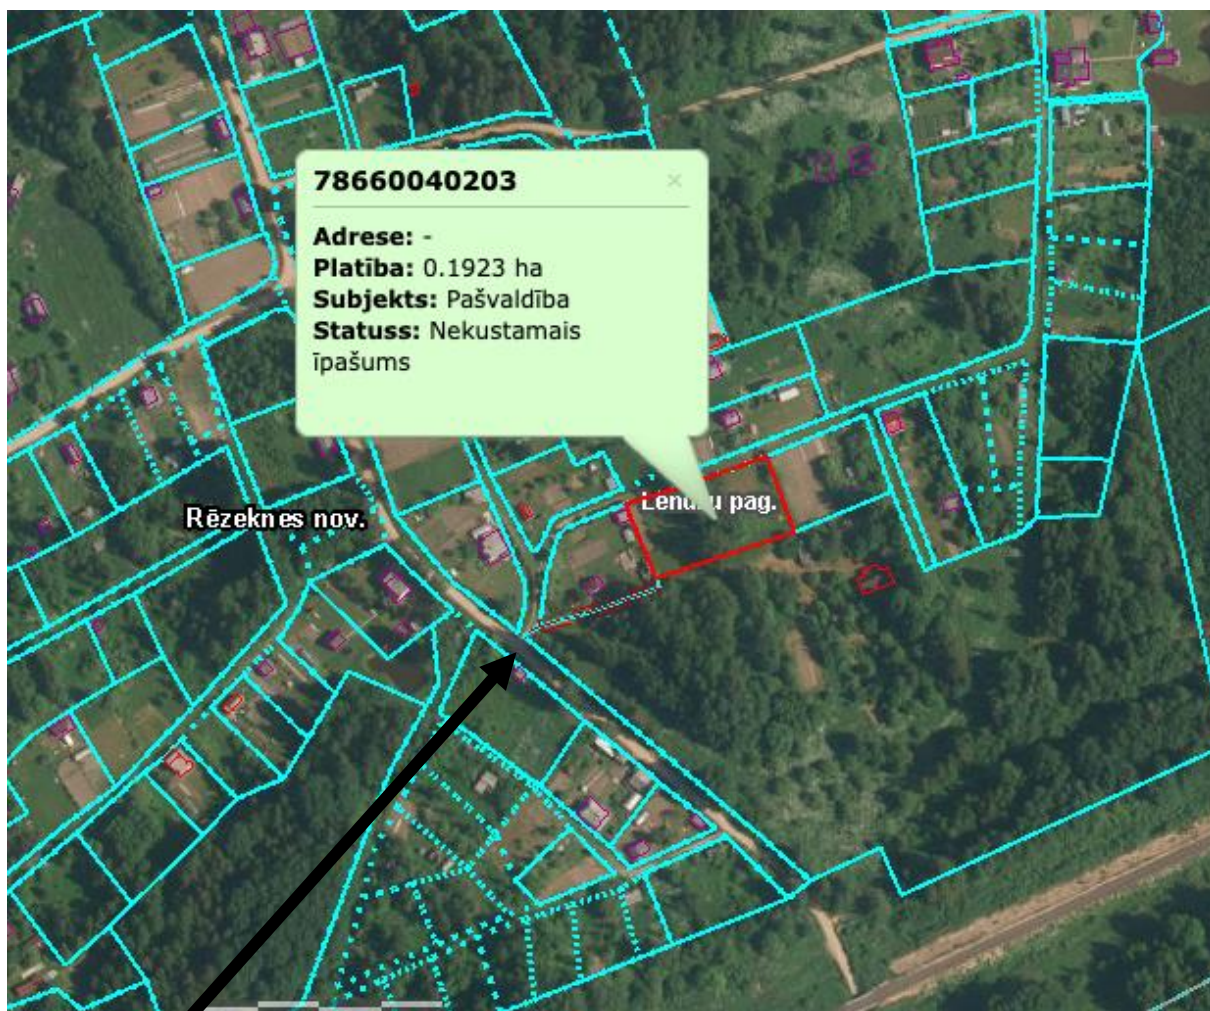 78660040203 ×
Adrese: -
Platība: 0.1923 ha
Subjekts: Pašvaldība
Statuss: Nekustamais
īpašums
pag.
Rēzeknes nov.